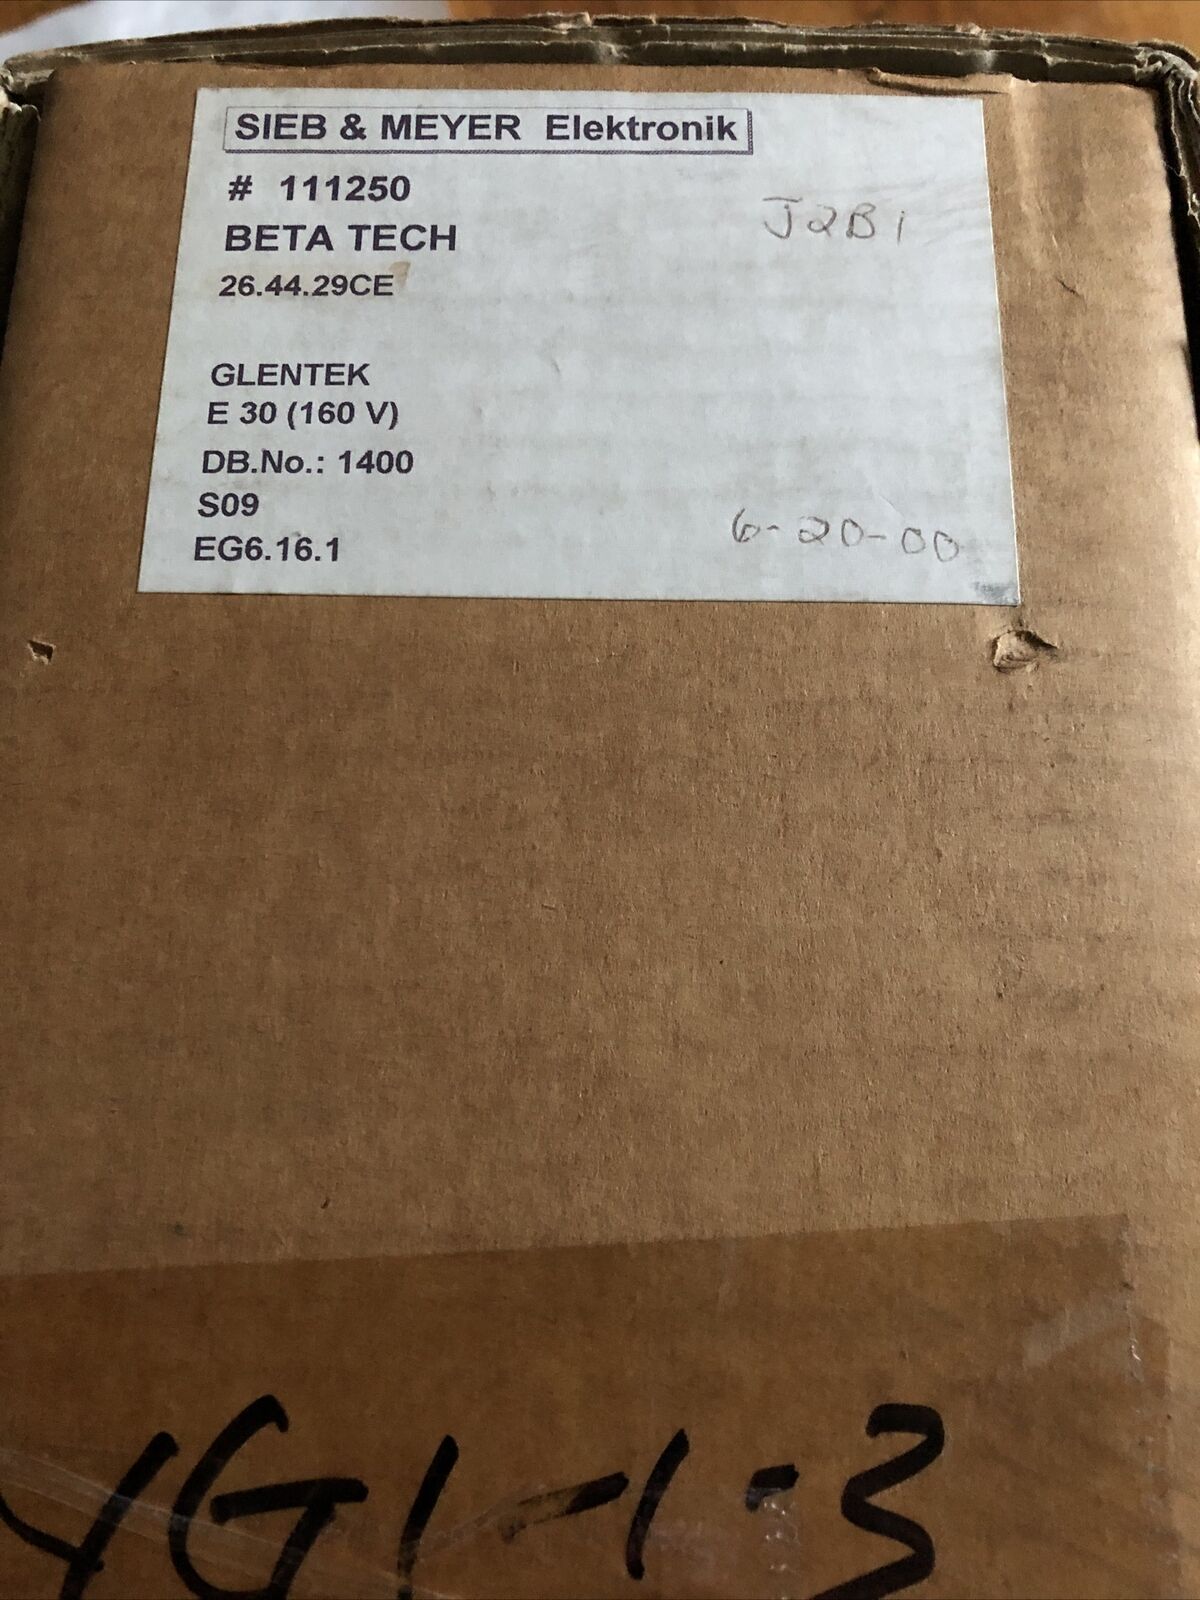 SIEB & MEYER Elektronik
# 111250
J2B1
BETA TECH
26.44.29CE
GLENTEK
E 30 (160 V)
DB.No.: 1400
S09
6-20-00
EG6.16.1
G1-1-3